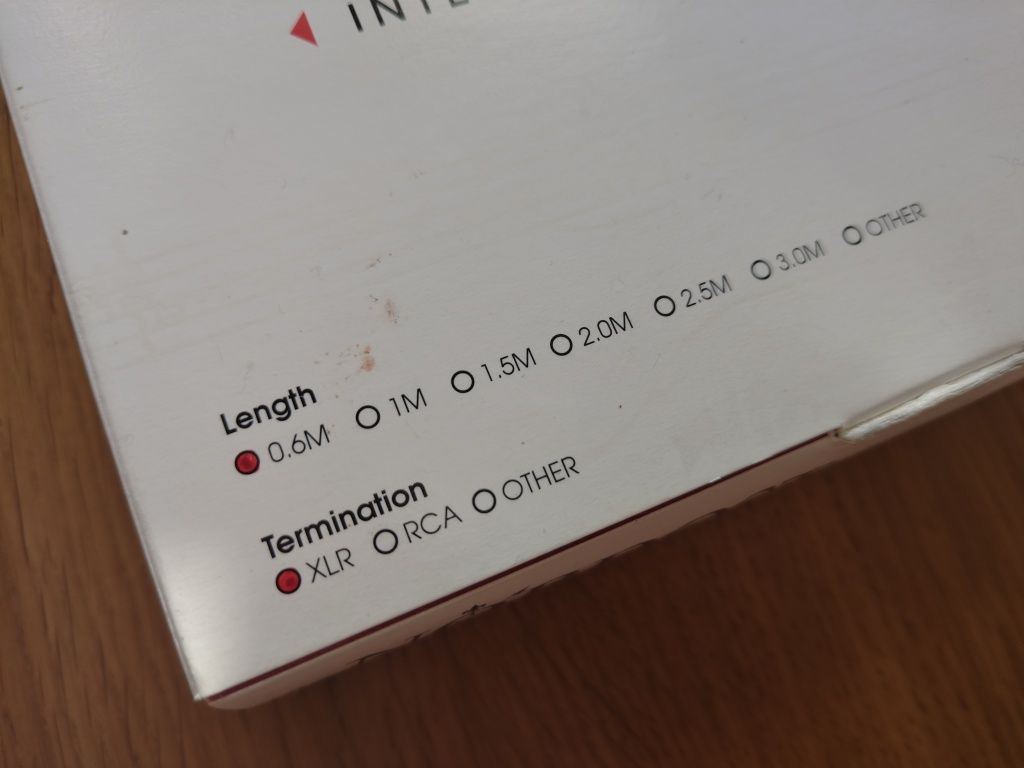 Length
0.6M 1M 1.5M 2.0M 2.5M 3.0M OTHER
Termination
XLR RCA OTHER